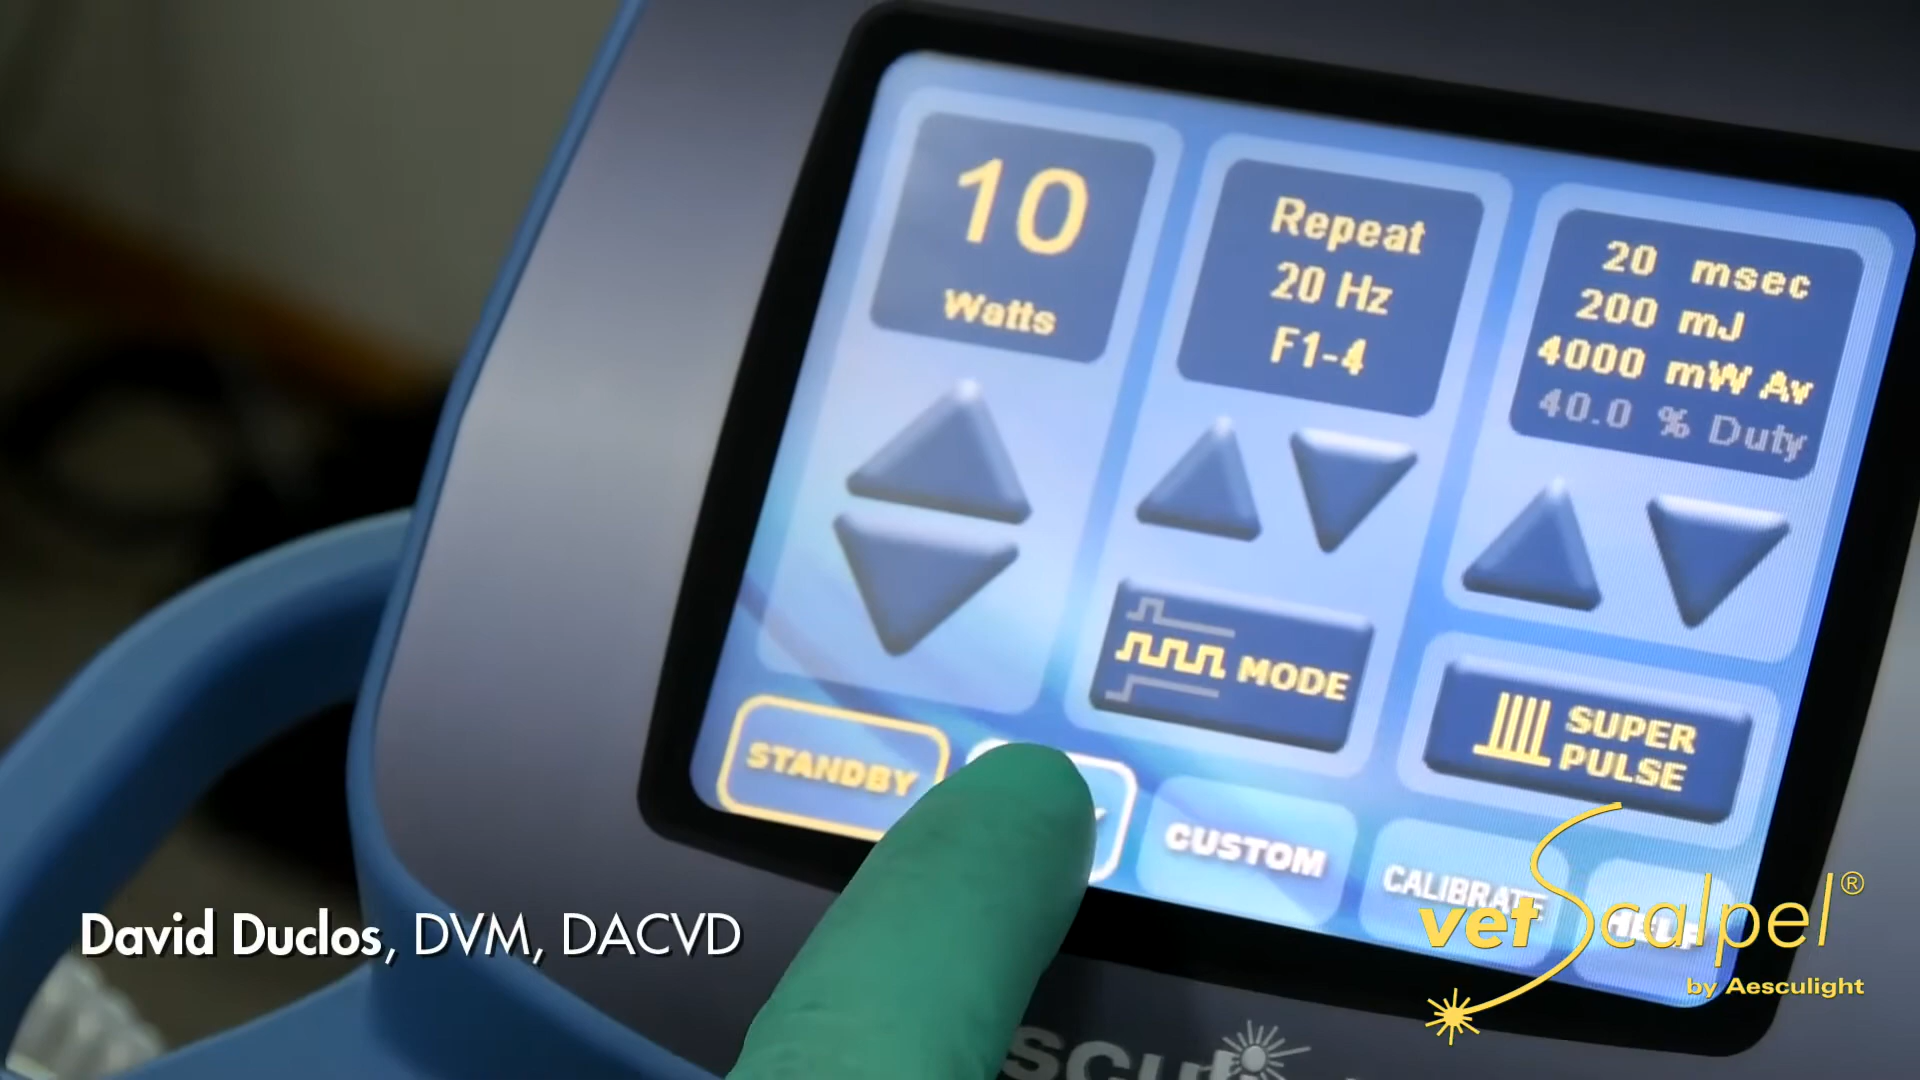 10
Watts
Repeat
20 Hz
F1-4
20 msec
200 mJ
4000 mW Av
40.0 % Duty
MODE
SUPER
PULSE
STANDBY
CUSTOM
CALIBRATE
HELP
David Duclos, DVM, DACVD
vetScalpel®
by Aesculight